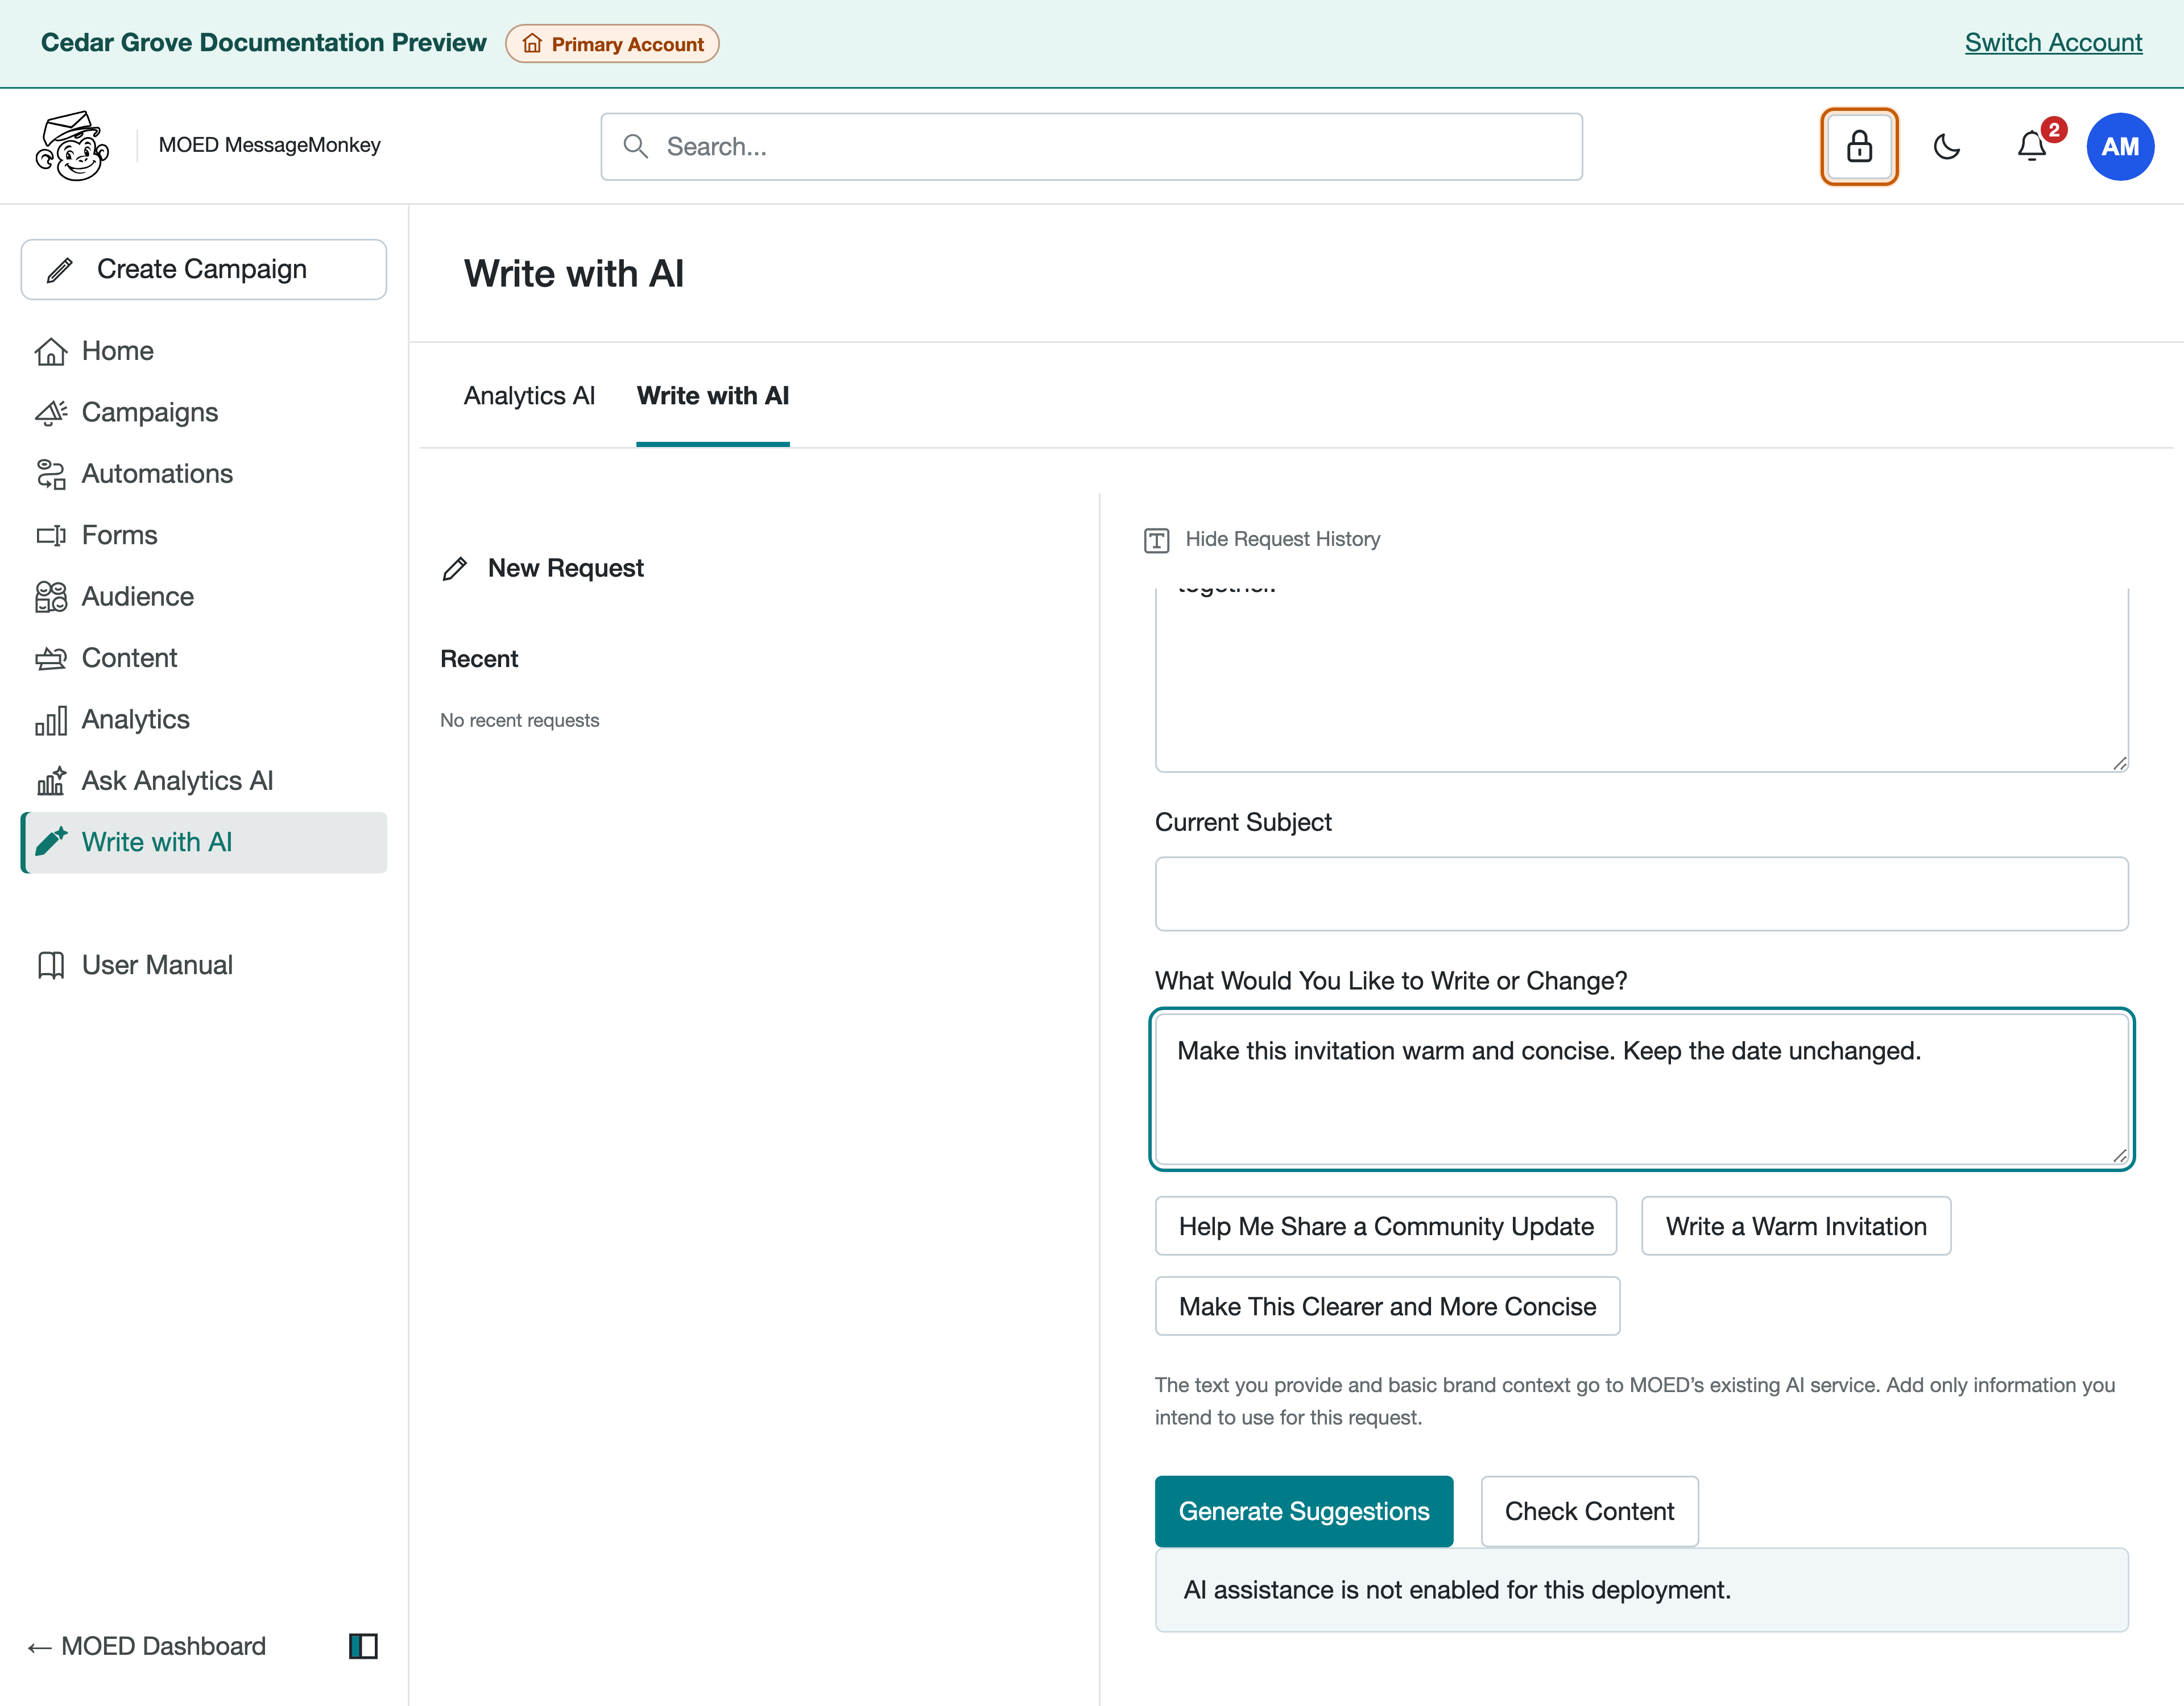 Cedar Grove Documentation Preview
Primary Account
Switch Account
MOED MessageMonkey
Search...
2
AM
Create Campaign
Home
Campaigns
Automations
Forms
Audience
Content
Analytics
Ask Analytics AI
Write with AI
User Manual
← MOED Dashboard
Write with AI
Analytics AI
Write with AI
New Request
Recent
No recent requests
Hide Request History
together.
Current Subject
What Would You Like to Write or Change?
Make this invitation warm and concise. Keep the date unchanged.
Help Me Share a Community Update
Write a Warm Invitation
Make This Clearer and More Concise
The text you provide and basic brand context go to MOED’s existing AI service. Add only information you
intend to use for this request.
Generate Suggestions
Check Content
AI assistance is not enabled for this deployment.